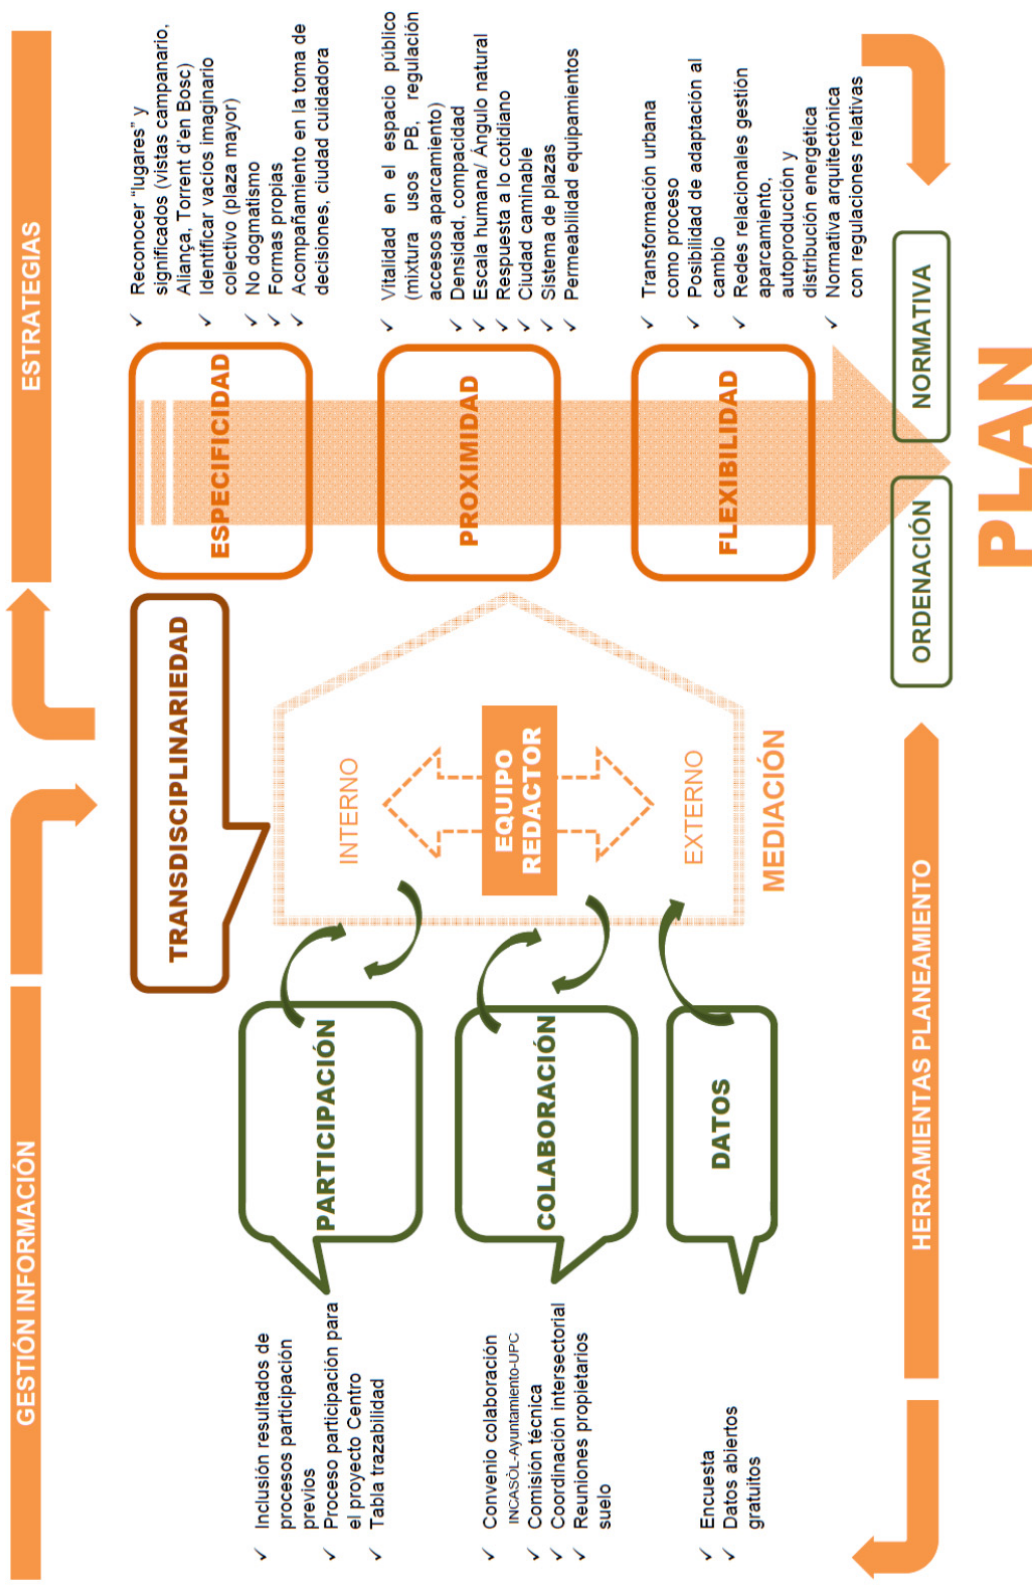 GESTIÓN INFORMACIÓN
ESTRATEGIAS
✓ Inclusión resultados de
procesos participación
previos
✓ Proceso participación para
el proyecto Centro
✓ Tabla trazabilidad
PARTICIPACIÓN
✓ Convenio colaboración
INCASÒL-Ayuntamiento-UPC
✓ Comisión técnica
✓ Coordinación intersectorial
✓ Reuniones propietarios
suelo
COLABORACIÓN
✓ Encuesta
✓ Datos abiertos
gratuitos
DATOS
TRANSDISCIPLINARIEDAD
INTERNO
EQUIPO
REDACTOR
EXTERNO
MEDIACIÓN
ESPECIFICIDAD
✓ Reconocer "lugares" y
significados (vistas campanario,
Aliança, Torrent d'en Bosc)
✓ Identificar vacíos imaginario
colectivo (plaza mayor)
✓ No dogmatismo
✓ Formas propias
✓ Acompañamiento en la toma de
decisiones, ciudad cuidadora
PROXIMIDAD
✓ Vitalidad en el espacio público
(mixtura usos PB, regulación
accesos aparcamiento)
✓ Densidad, compacidad
✓ Escala humana/ Ángulo natural
✓ Respuesta a lo cotidiano
✓ Ciudad caminable
✓ Sistema de plazas
✓ Permeabilidad equipamientos
FLEXIBILIDAD
✓ Transformación urbana
como proceso
✓ Posibilidad de adaptación al
cambio
✓ Redes relacionales gestión
aparcamiento,
autoproducción y
distribución energética
✓ Normativa arquitectónica
con regulaciones relativas
HERRAMIENTAS PLANEAMIENTO
ORDENACIÓN
NORMATIVA
PLAN